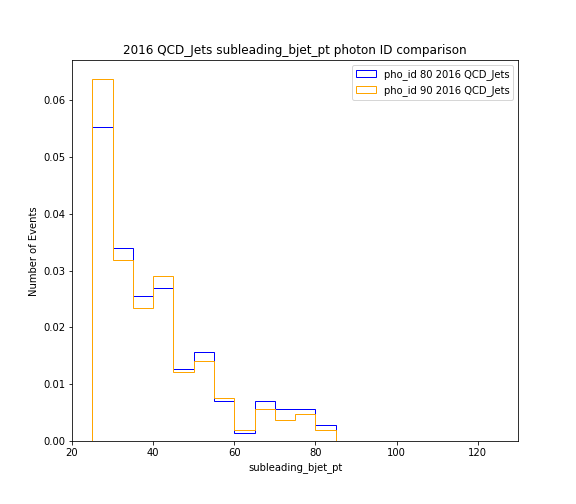 2016 QCD_Jets subleading_bjet_pt photon ID comparison
pho_id 80 2016 QCD_Jets
pho_id 90 2016 QCD_Jets
Number of Events
0.06
0.05
0.04
0.03
0.02
0.01
0.00
20 40 60 80 100 120
subleading_bjet_pt